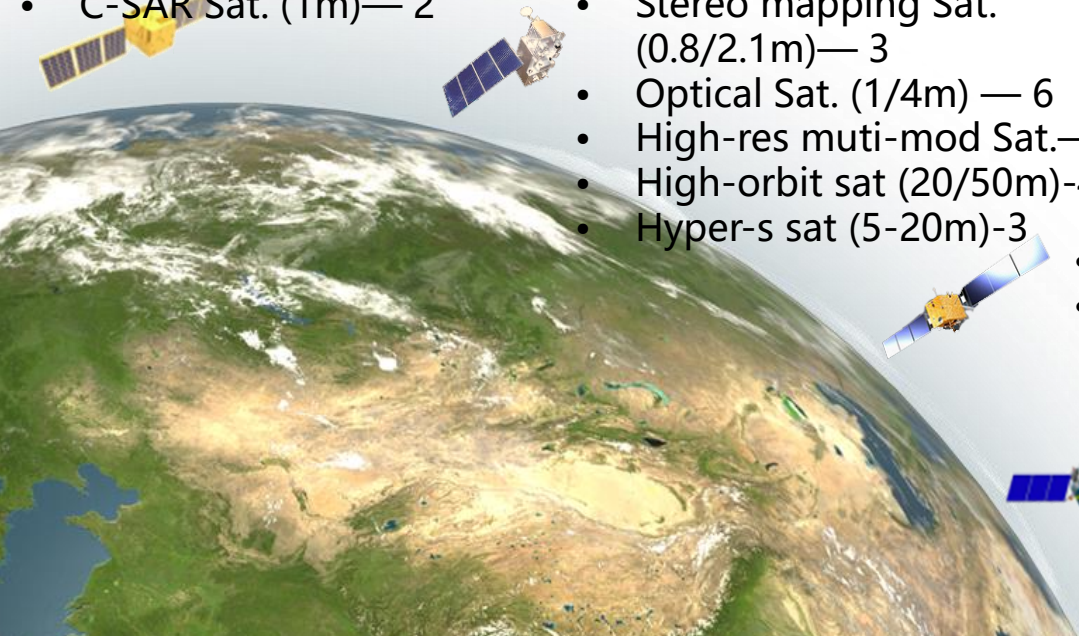 • C-SAR Sat. (1m)— 2
• Stereo mapping Sat.
(0.8/2.1m)— 3
• Optical Sat. (1/4m) — 6
• High-res muti-mod Sat.—
• High-orbit sat (20/50m)-
• Hyper-s sat (5-20m)-3